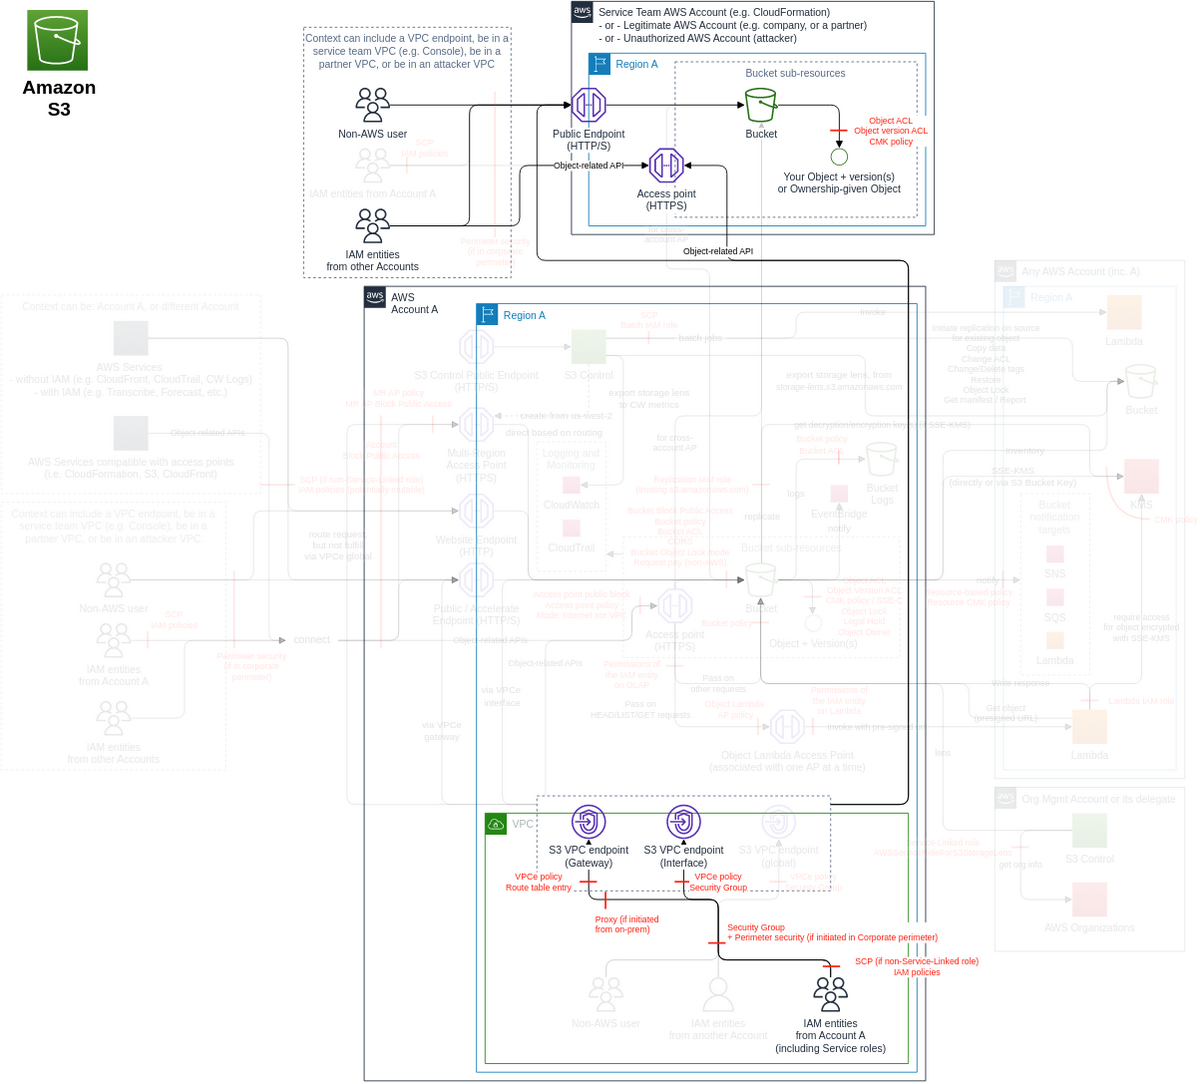 Amazon
S3
Context can include a VPC endpoint, be in a
service team VPC (e.g. Console), be in a
partner VPC, or be in an attacker VPC
Non-AWS user
SCP
IAM policies
IAM entities from Account A
IAM entities
from other Accounts
Perimeter security
(if in corporate
perimeter)
aws
Service Team AWS Account (e.g. CloudFormation)
- or - Legitimate AWS Account (e.g. company, or a partner)
- or - Unauthorized AWS Account (attacker)
Region A
Bucket sub-resources
Public Endpoint
(HTTP/S)
Bucket
Object ACL
Object version ACL
CMK policy
Object-related API
Access point
(HTTPS)
Your Object + version(s)
or Ownership-given Object
for cross-
account AP
Object-related API
aws
AWS
Account A
Region A
Context can be: Account A, or different Account
AWS Services
- without IAM (e.g. CloudFront, CloudTrail, CW Logs)
- with IAM (e.g. Transcribe, Forecast, etc.)
Object-related APIs
AWS Services compatible with access points
(i.e. CloudFormation, S3, CloudFront)
SCP (if non-Service-Linked role)
IAM policies (potentially multiple)
Context can include a VPC endpoint, be in a
service team VPC (e.g. Console), be in a
partner VPC, or be in an attacker VPC
Non-AWS user
SCP
IAM policies
IAM entities
from Account A
IAM entities
from other Accounts
Perimeter security
(if in corporate
perimeter)
connect
route request,
but not fulfill
via VPCe global
MR AP policy
MR AP Block Public Access
Account
Block Public Access
S3 Control Public Endpoint
(HTTP/S)
S3 Control
SCP
Batch IAM role
batch jobs
invoke
export storage lens
to CW metrics
export storage lens, from
storage-lens.s3.amazonaws.com
create from us-west-2
direct based on routing
Multi-Region
Access Point
(HTTPS)
Logging and
Monitoring
CloudWatch
CloudTrail
Website Endpoint
(HTTP)
Public / Accelerate
Endpoint (HTTP/S)
for cross-
account AP
get decryption/encryption key (if SSE-KMS)
Bucket policy
Bucket ACL
logs
Bucket
Logs
EventBridge
notify
replicate
Replication IAM role
Bucket Block Public Access
Bucket policy
Bucket ACL
CORS
Bucket Object Lock mode
Request pay (non-AWS)
Bucket sub-resources
Bucket
Access point public block
Access point policy
Mode Internet nor VPC
Access point
(HTTPS)
Bucket policy
Object ACL
Object Version ACL
Object Lock
Legal Hold
Object Owner
Object + Version(s)
Object-related APIs
Object-related APIs
Permissions of
the IAM entity
on OLAP
Pass on
other requests
Pass on
HEAD/LIST/GET requests
Object Lambda
AP policy
Permissions of
the IAM entity
on Lambda
Object Lambda Access Point
(associated with one AP at a time)
via VPCe
interface
via VPCe
gateway
Write response
Get object
(presigned URL)
Lambda IAM role
Lambda
lens
aws
Any AWS Account (inc. A)
Region A
Lambda
Initiate replication on source
for existing object
Copy data
Change ACL
Change/Delete tags
Restore
Object Lock
Get manifest / Report
Bucket
inventory
SSE-KMS
(directly or via S3 Bucket Key)
KMS
CMK policy
Bucket
notification
targets
SNS
SQS
Lambda
notify
Resource-based policy
Resource CMK policy
require access
for object encrypted
with SSE-KMS
aws
Org Mgmt Account or its delegate
S3 Control
get org info
AWS Organizations
VPC
S3 VPC endpoint
(Gateway)
S3 VPC endpoint
(Interface)
S3 VPC endpoint
(global)
VPCe policy
Route table entry
VPCe policy
Security Group
VPCe policy
Security Group
Proxy (if initiated
from on-prem)
Security Group
+ Perimeter security (if initiated in Corporate perimeter)
SCP (if non-Service-Linked role)
IAM policies
Non-AWS user
IAM entities
from another Account
IAM entities
from Account A
(including Service roles)